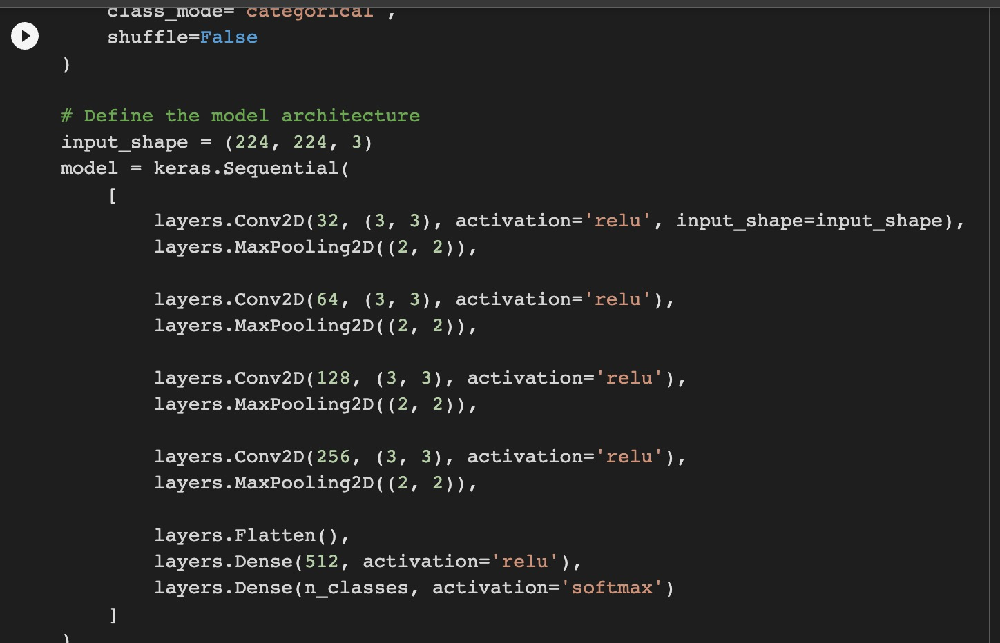 class_mode='categorical',
shuffle=False
)
# Define the model architecture
input_shape = (224, 224, 3)
model = keras.Sequential(
[
layers.Conv2D(32, (3, 3), activation='relu', input_shape=input_shape),
layers.MaxPooling2D((2, 2)),
layers.Conv2D(64, (3, 3), activation='relu'),
layers.MaxPooling2D((2, 2)),
layers.Conv2D(128, (3, 3), activation='relu'),
layers.MaxPooling2D((2, 2)),
layers.Conv2D(256, (3, 3), activation='relu'),
layers.MaxPooling2D((2, 2)),
layers.Flatten(),
layers.Dense(512, activation='relu'),
layers.Dense(n_classes, activation='softmax')
]
)